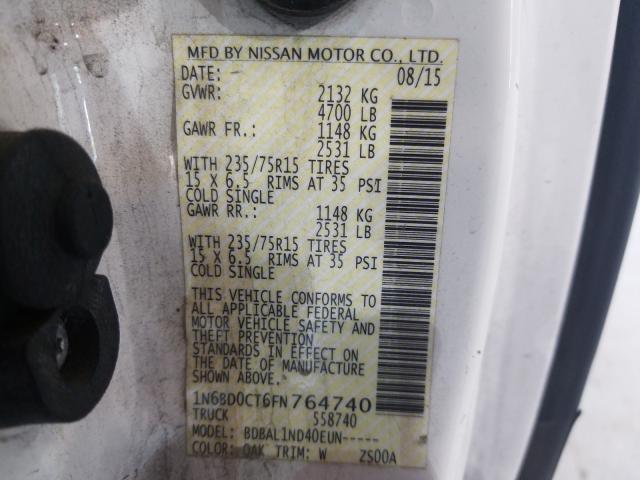 MFD BY NISSAN MOTOR CO., LTD.
DATE: 08/15
GVWR: 2132 KG
4700 LB
GAWR FR.: 1148 KG
2531 LB
WITH 235/75R15 TIRES
15 X 6.5 RIMS AT 35 PSI
COLD SINGLE
GAWR RR.: 1148 KG
2531 LB
WITH 235/75R15 TIRES
15 X 6.5 RIMS AT 35 PSI
COLD SINGLE
THIS VEHICLE CONFORMS TO
ALL APPLICABLE FEDERAL
MOTOR VEHICLE SAFETY AND
THEFT PREVENTION
STANDARDS IN EFFECT ON
THE DATE OF MANUFACTURE
SHOWN ABOVE.
1N6BD0CT6FN764740
TRUCK 558740
MODEL: BDBAL1ND40EUN-----
COLOR: QAK TRIM: W ZS00A